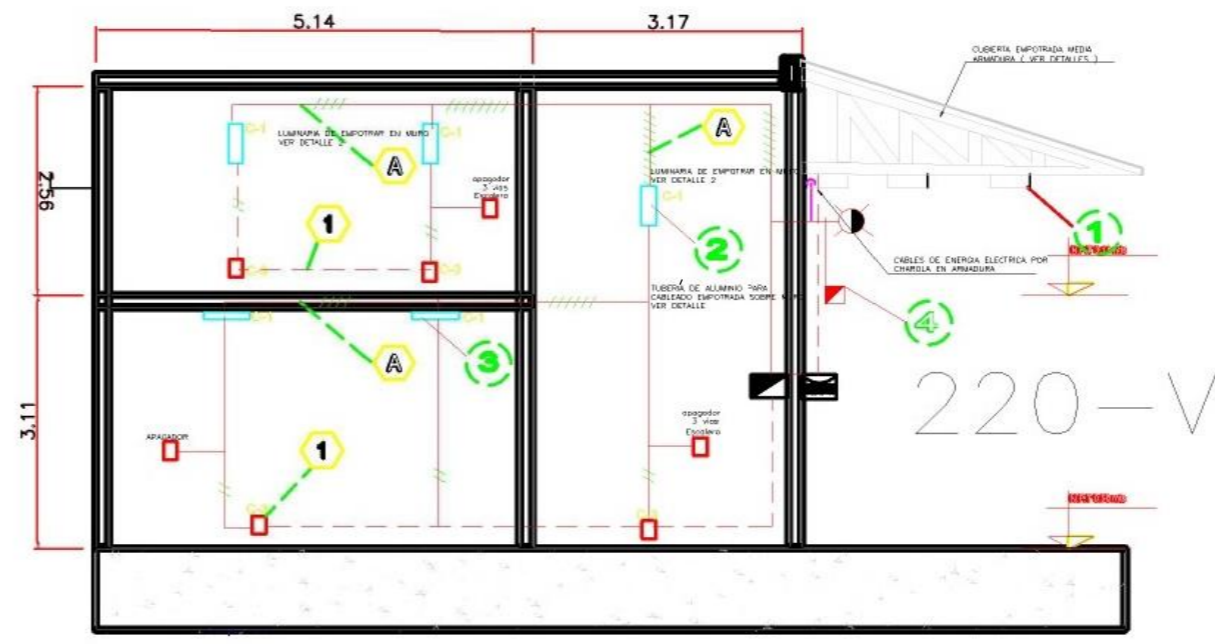 5.14
3.17
CUBIERTA EMPOTRADA MEDIA
ARMADURA ( VER DETALLES )
C-1
C-1
A
LUMINARIA DE EMPOTRAR EN MURO
VER DETALLE 2
A
LUMINARIA DE EMPOTRAR EN MURO
VER DETALLE 2
apagador
3 vias
Escalera
C-1
2.56
1
2
1
CABLES DE ENERGIA ELECTRICA POR
CHAROLA EN ARMADURA
TUBERÍA DE ALUMINIO PARA
CABLEADO EMPOTRADA SOBRE MURO
VER DETALLE
4
C-1
C-1
A
3
220-V
3.11
apagador
3 vias
Escalera
APAGADOR
1